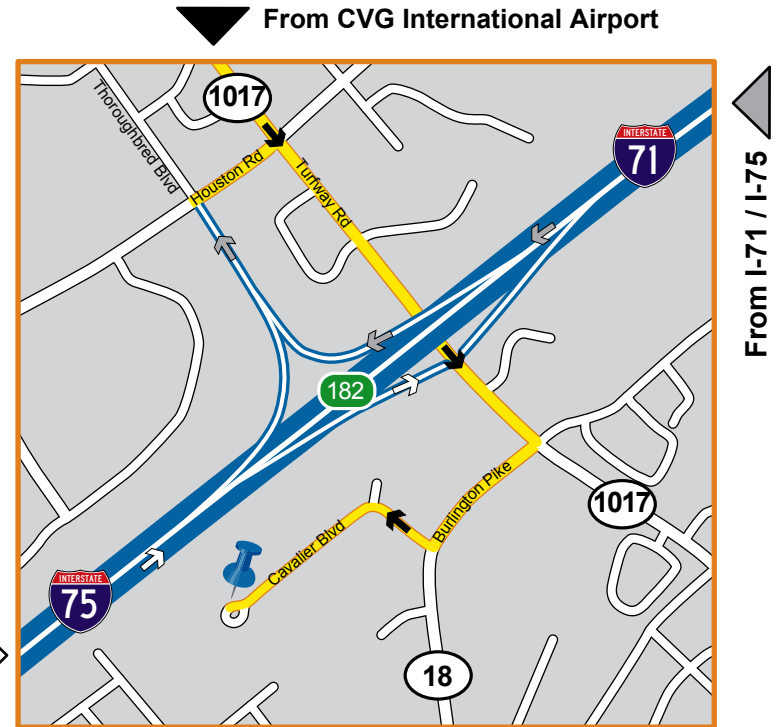 From CVG International Airport
1017
Thoroughbred Blvd
INTERSTATE
71
Houston Rd
Turfway Rd
From I-71 / I-75
182
Burlington Pike
1017
Cavalier Blvd
INTERSTATE
75
18